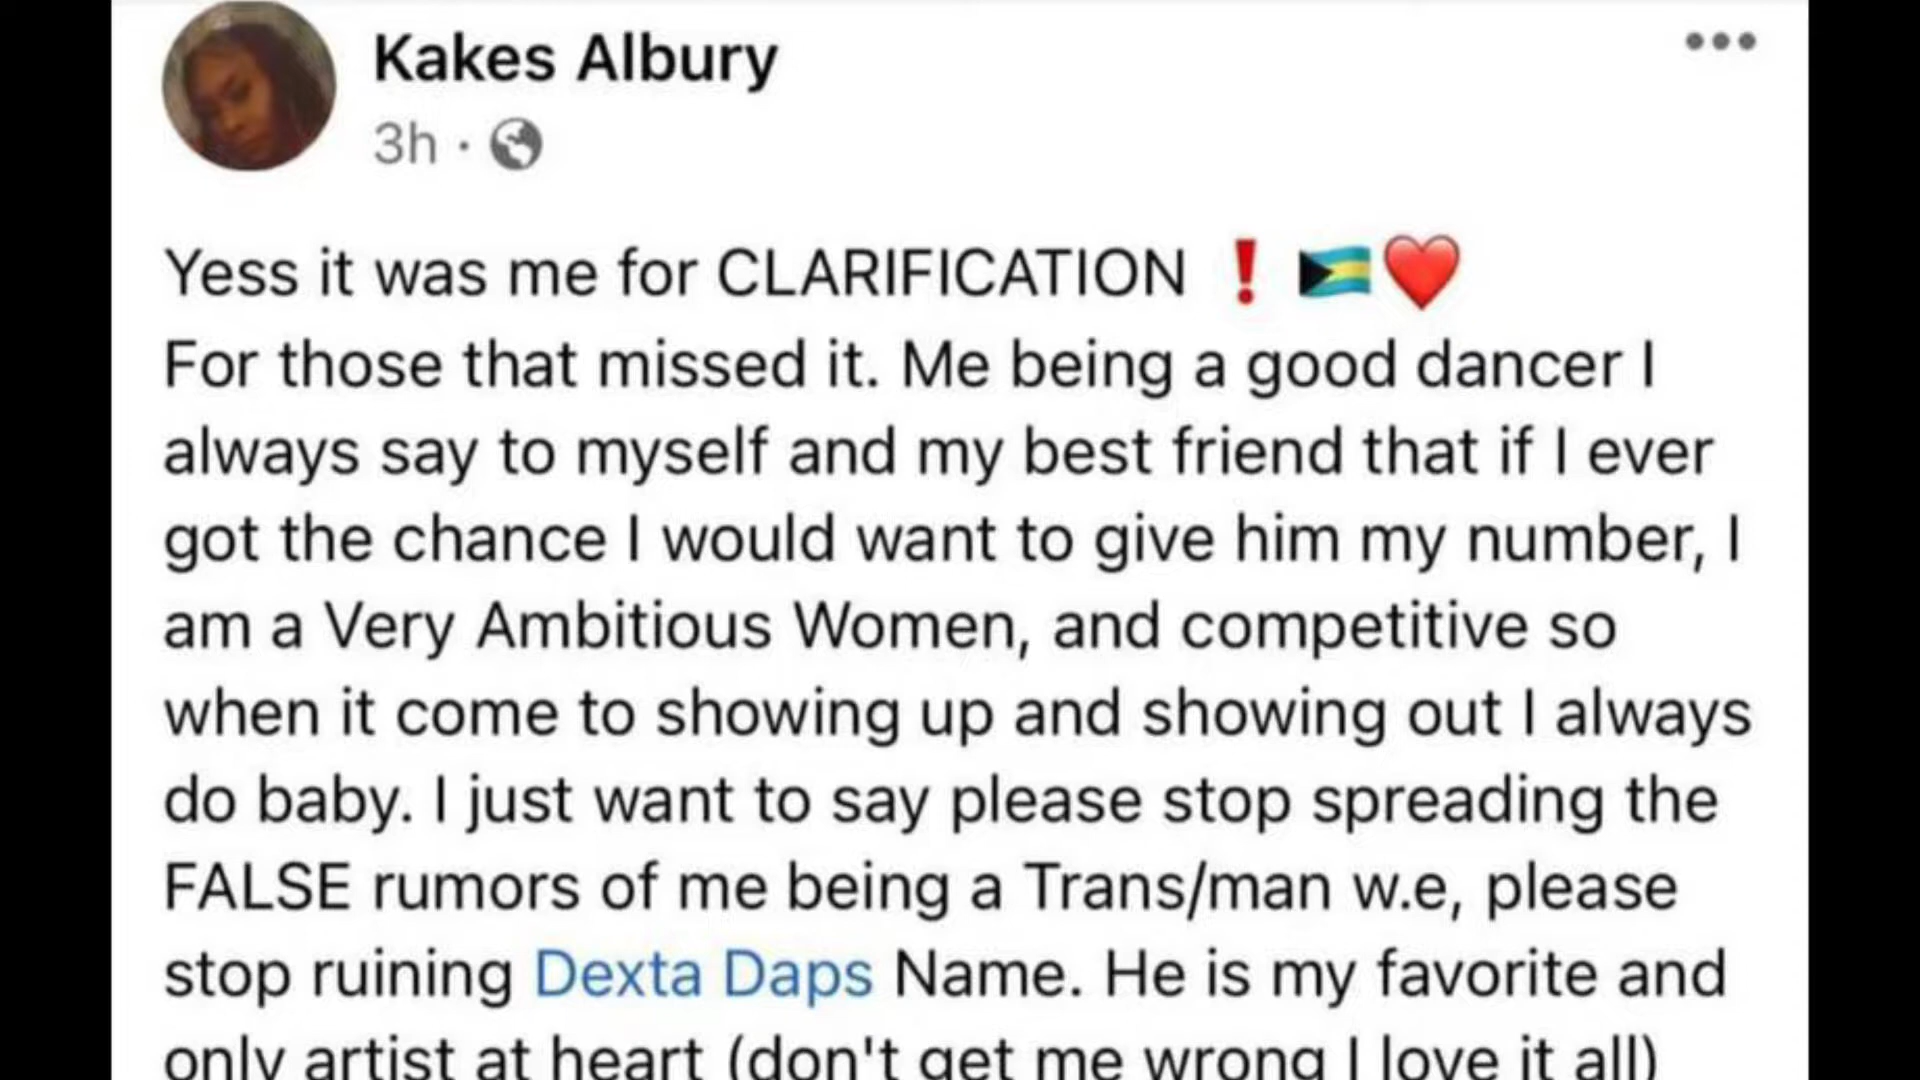 Kakes Albury
3h ·
Yess it was me for CLARIFICATION ❗ 🇧🇸❤️
For those that missed it. Me being a good dancer I
always say to myself and my best friend that if I ever
got the chance I would want to give him my number, I
am a Very Ambitious Women, and competitive so
when it come to showing up and showing out I always
do baby. I just want to say please stop spreading the
FALSE rumors of me being a Trans/man w.e, please
stop ruining Dexta Daps Name. He is my favorite and
only artist at heart (don't get me wrong I love it all)